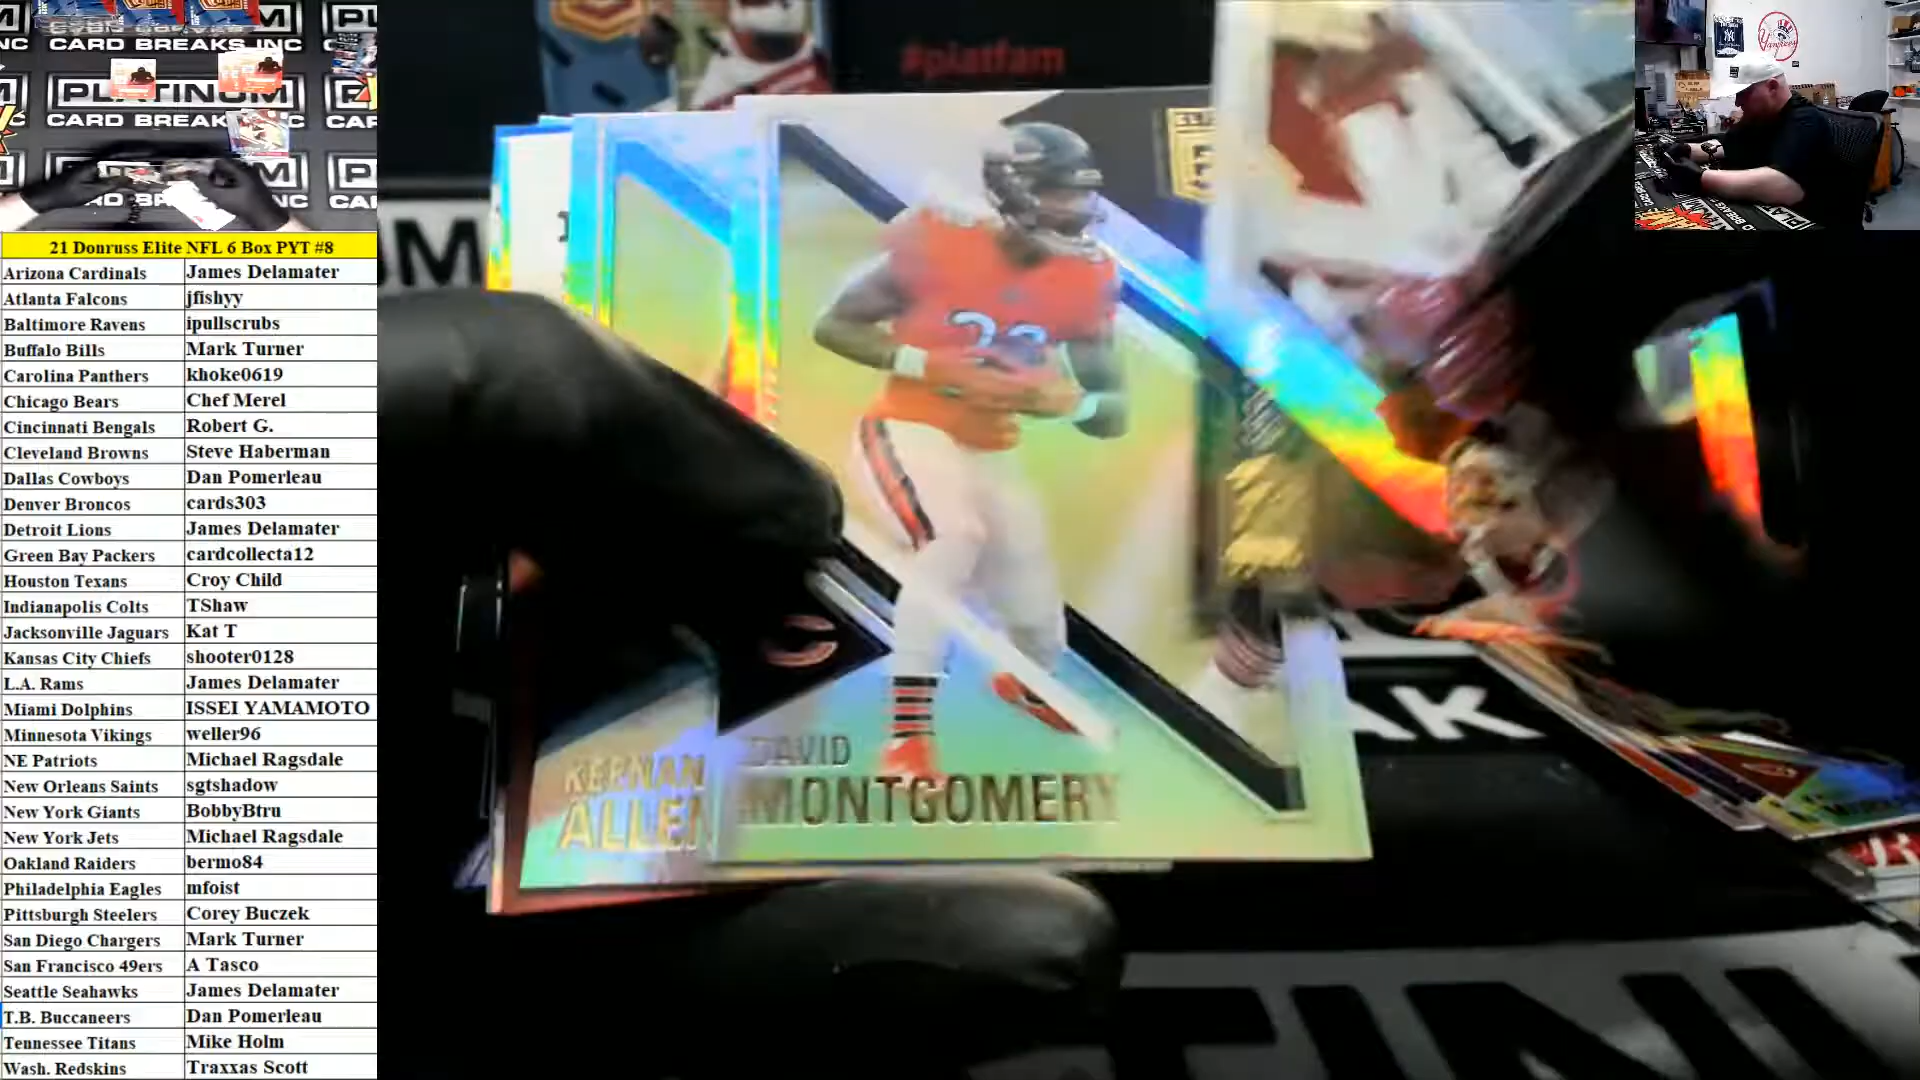 CARD BREAKS INC
PLATINUM
CARD BREAKS
#platfam
21 Donruss Elite NFL 6 Box PYT #8
Arizona Cardinals James Delamater
Atlanta Falcons jfishyy
Baltimore Ravens ipullscrubs
Buffalo Bills Mark Turner
Carolina Panthers khoke0619
Chicago Bears Chef Merel
Cincinnati Bengals Robert G.
Cleveland Browns Steve Haberman
Dallas Cowboys Dan Pomerleau
Denver Broncos cards303
Detroit Lions James Delamater
Green Bay Packers cardcollecta12
Houston Texans Croy Child
Indianapolis Colts TShaw
Jacksonville Jaguars Kat T
Kansas City Chiefs shooter0128
L.A. Rams James Delamater
Miami Dolphins ISSEI YAMAMOTO
Minnesota Vikings weller96
NE Patriots Michael Ragsdale
New Orleans Saints sgtshadow
New York Giants BobbyBtru
New York Jets Michael Ragsdale
Oakland Raiders bermo84
Philadelphia Eagles mfoist
Pittsburgh Steelers Corey Buczek
San Diego Chargers Mark Turner
San Francisco 49ers A Tasco
Seattle Seahawks James Delamater
T.B. Buccaneers Dan Pomerleau
Tennessee Titans Mike Holm
Wash. Redskins Traxxas Scott
KEENAN
ALLEN
DAVID
MONTGOMERY
Yankees